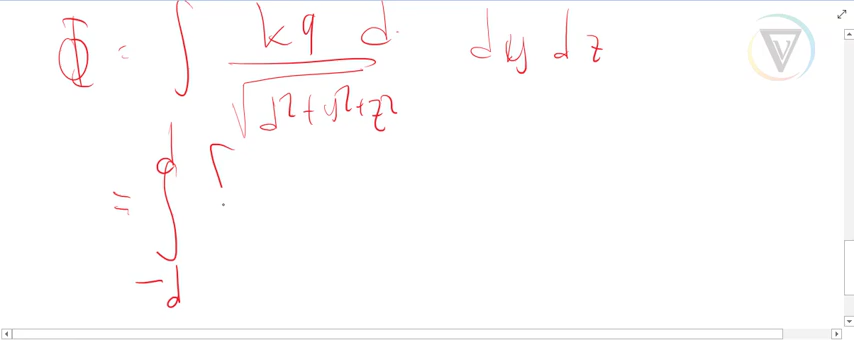 Φ = ∫ kq d / √(d²+y²+z²) dy dz
= ∫_{-d}^{d} ∫